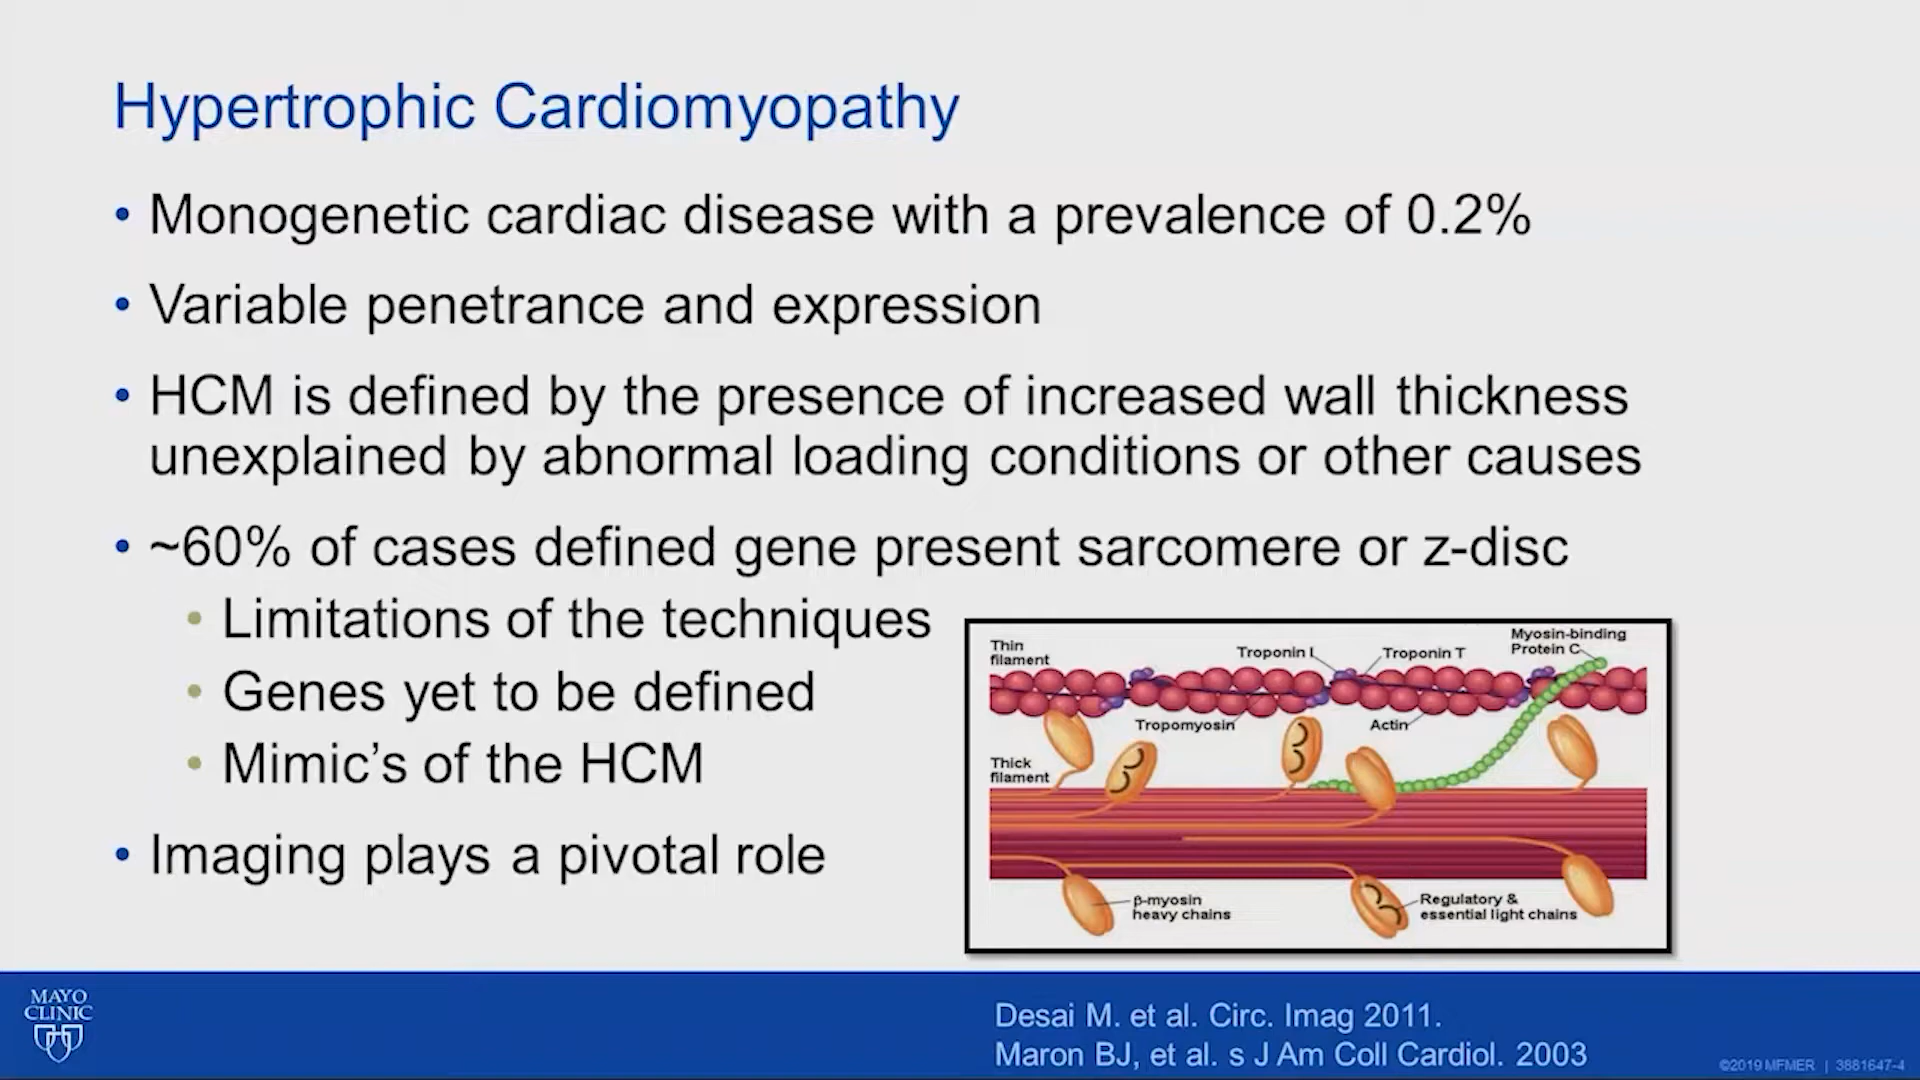 Hypertrophic Cardiomyopathy
• Monogenetic cardiac disease with a prevalence of 0.2%
• Variable penetrance and expression
• HCM is defined by the presence of increased wall thickness
unexplained by abnormal loading conditions or other causes
• ~60% of cases defined gene present sarcomere or z-disc
• Limitations of the techniques
• Genes yet to be defined
• Mimic’s of the HCM
• Imaging plays a pivotal role
Thin
filament
Troponin I
Troponin T
Myosin-binding
Protein C
Tropomyosin
Actin
Thick
filament
β-myosin
heavy chains
Regulatory &
essential light chains
MAYO
CLINIC
Desai M. et al. Circ. Imag 2011.
Maron BJ, et al. s J Am Coll Cardiol. 2003
©2019 MFMER | 3881647-4